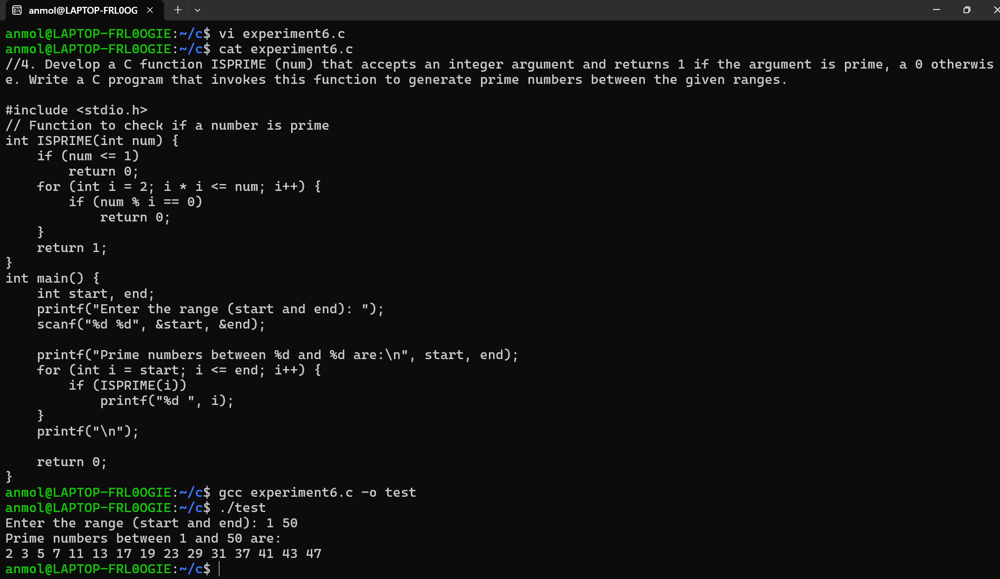 anmol@LAPTOP-FRL0OG
anmol@LAPTOP-FRL0OGIE:~/c$ vi experiment6.c
anmol@LAPTOP-FRL0OGIE:~/c$ cat experiment6.c
//4. Develop a C function ISPRIME (num) that accepts an integer argument and returns 1 if the argument is prime, a 0 otherwis
e. Write a C program that invokes this function to generate prime numbers between the given ranges.

#include <stdio.h>
// Function to check if a number is prime
int ISPRIME(int num) {
    if (num <= 1)
        return 0;
    for (int i = 2; i * i <= num; i++) {
        if (num % i == 0)
            return 0;
    }
    return 1;
}
int main() {
    int start, end;
    printf("Enter the range (start and end): ");
    scanf("%d %d", &start, &end);

    printf("Prime numbers between %d and %d are:\n", start, end);
    for (int i = start; i <= end; i++) {
        if (ISPRIME(i))
            printf("%d ", i);
    }
    printf("\n");

    return 0;
}
anmol@LAPTOP-FRL0OGIE:~/c$ gcc experiment6.c -o test
anmol@LAPTOP-FRL0OGIE:~/c$ ./test
Enter the range (start and end): 1 50
Prime numbers between 1 and 50 are:
2 3 5 7 11 13 17 19 23 29 31 37 41 43 47
anmol@LAPTOP-FRL0OGIE:~/c$